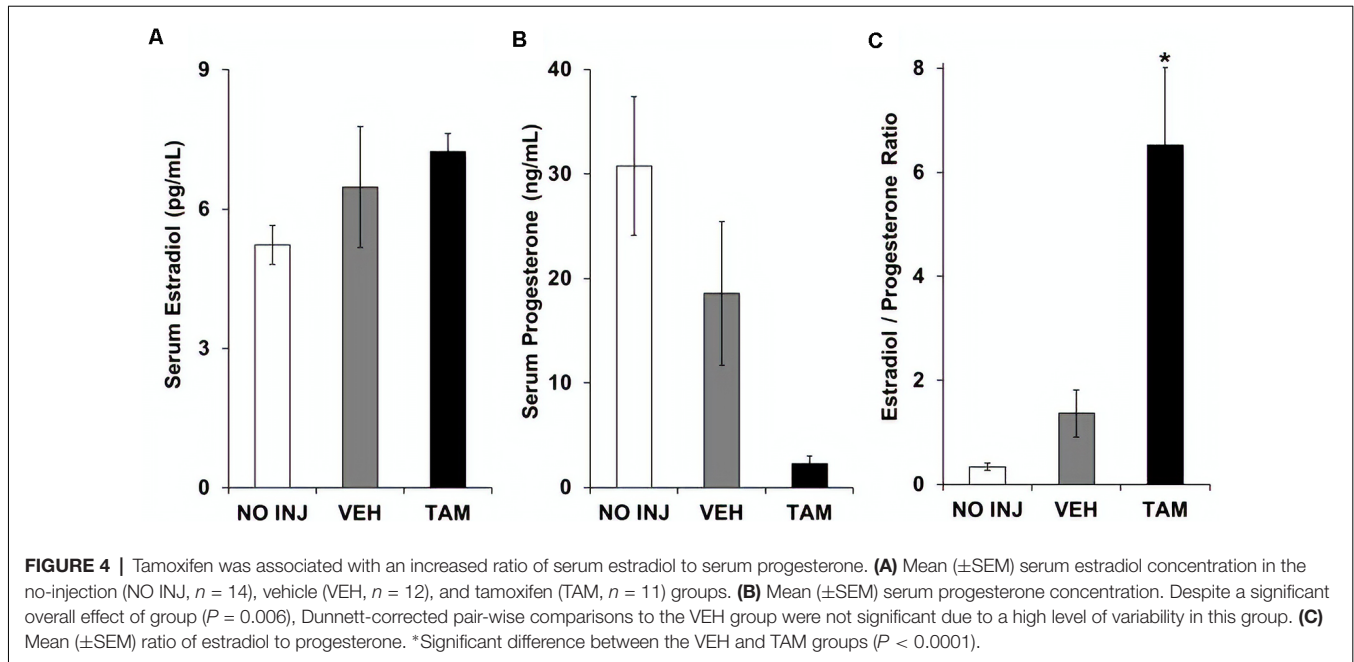 A
B
C
9
6
3
0
Serum Estradiol (pg/mL)
NO INJ VEH TAM
40
30
20
10
0
Serum Progesterone (ng/mL)
NO INJ VEH TAM
8
6
4
2
0
Estradiol / Progesterone Ratio
*
NO INJ VEH TAM
FIGURE 4 | Tamoxifen was associated with an increased ratio of serum estradiol to serum progesterone. (A) Mean (±SEM) serum estradiol concentration in the
no-injection (NO INJ, n = 14), vehicle (VEH, n = 12), and tamoxifen (TAM, n = 11) groups. (B) Mean (±SEM) serum progesterone concentration. Despite a significant
overall effect of group (P = 0.006), Dunnett-corrected pair-wise comparisons to the VEH group were not significant due to a high level of variability in this group. (C)
Mean (±SEM) ratio of estradiol to progesterone. *Significant difference between the VEH and TAM groups (P < 0.0001).